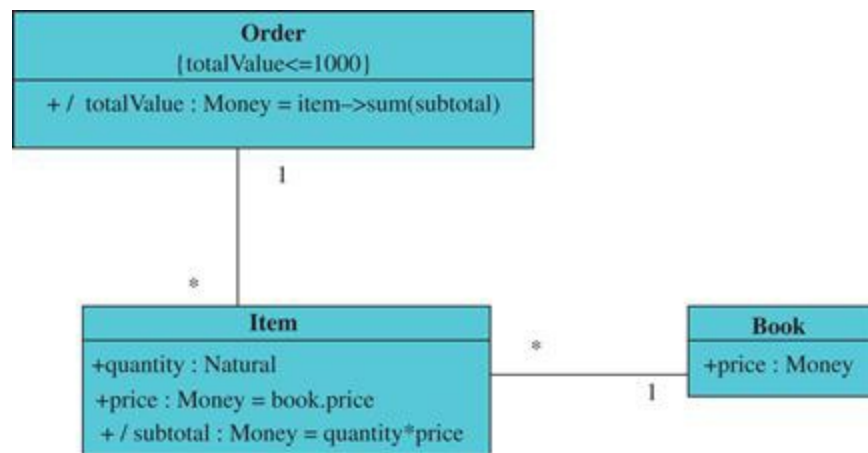 Order
{totalValue<=1000}
+ / totalValue : Money = item–>sum(subtotal)
1
*
Item
+quantity : Natural
+price : Money = book.price
+ / subtotal : Money = quantity*price
*
1
Book
+price : Money